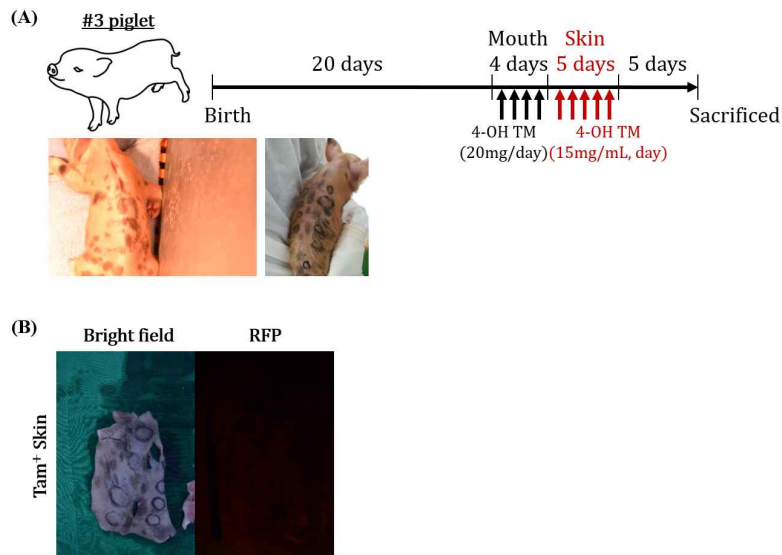 (A)
#3 piglet
Mouth Skin
20 days 4 days 5 days 5 days
Birth
4-OH TM 4-OH TM
Sacrificed
(20mg/day) (15mg/mL, day)
(B)
Bright field RFP
Tam⁺ Skin